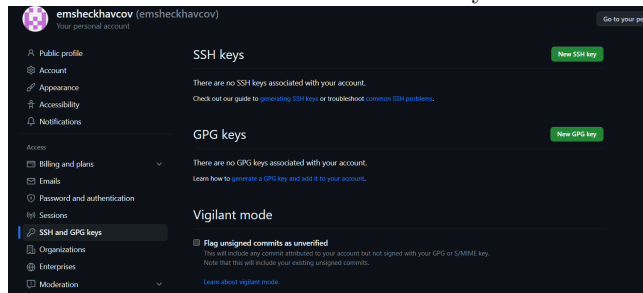 emsheckhavcov (emsheckhavcov)
Your personal account
Go to your pe
Public profile
Account
Appearance
Accessibility
Notifications
Access
Billing and plans
Emails
Password and authentication
Sessions
SSH and GPG keys
Organizations
Enterprises
Moderation
SSH keys
New SSH key
There are no SSH keys associated with your account.
Check out our guide to generating SSH keys or troubleshoot common SSH problems.
GPG keys
New GPG key
There are no GPG keys associated with your account.
Learn how to generate a GPG key and add it to your account.
Vigilant mode
Flag unsigned commits as unverified
This will include any commit attributed to your account but not signed with your GPG or S/MIME key.
Note that this will include your existing unsigned commits.
Learn about vigilant mode.